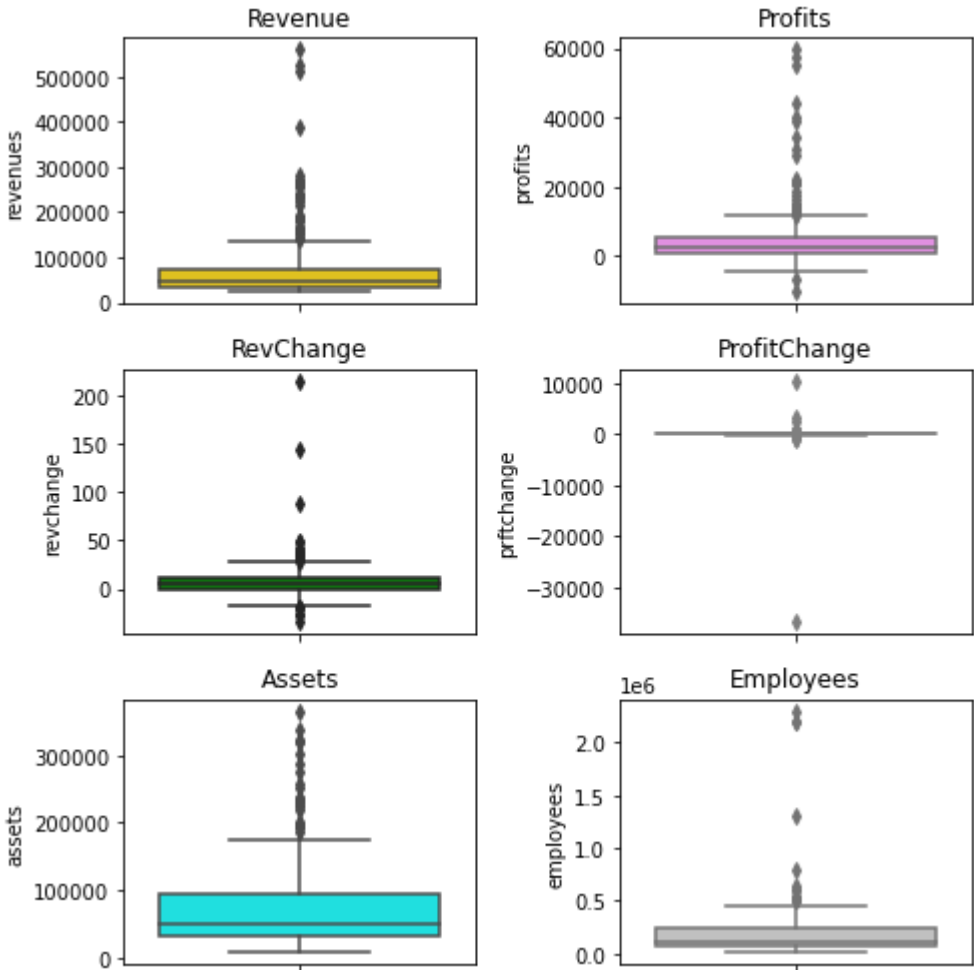 Revenue
revenues
500000
400000
300000
200000
100000
0
Profits
profits
60000
40000
20000
0
RevChange
revchange
200
150
100
50
0
ProfitChange
prftchange
10000
0
−10000
−20000
−30000
Assets
assets
300000
200000
100000
0
Employees
1e6
employees
2.0
1.5
1.0
0.5
0.0